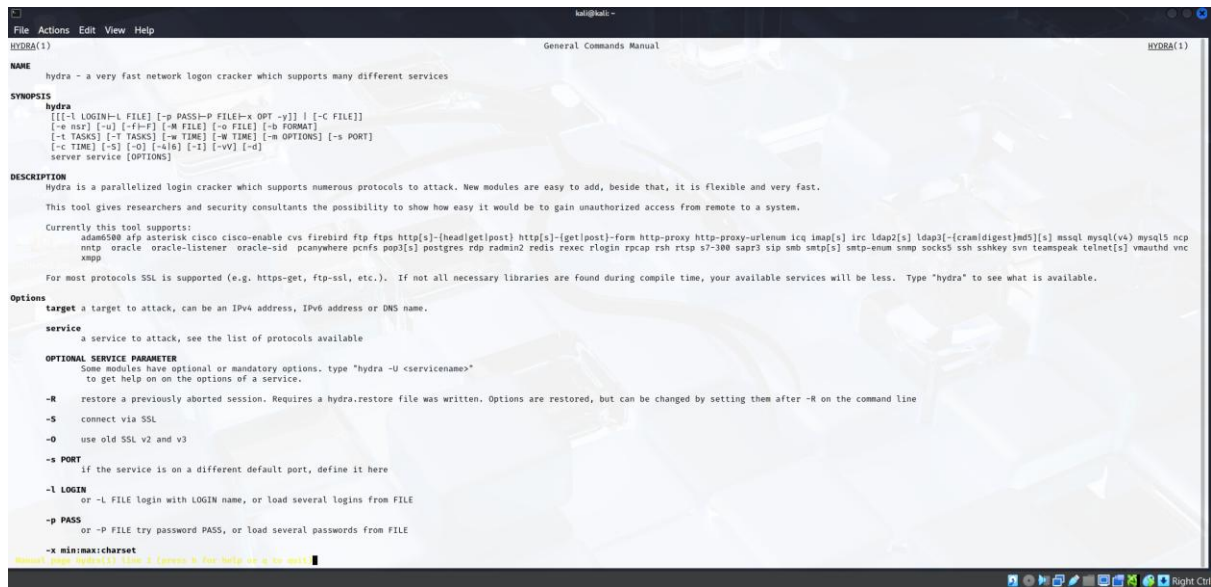 kali@kali: ~
File Actions Edit View Help
HYDRA(1) General Commands Manual HYDRA(1)
NAME
hydra - a very fast network logon cracker which supports many different services
SYNOPSIS
hydra
[[[-l LOGIN|-L FILE] [-p PASS|-P FILE|-x OPT -y]] | [-C FILE]]
[-e nsr] [-u] [-f|-F] [-M FILE] [-o FILE] [-b FORMAT]
[-t TASKS] [-T TASKS] [-w TIME] [-W TIME] [-m OPTIONS] [-s PORT]
[-c TIME] [-S] [-O] [-4|6] [-I] [-vV] [-d]
server service [OPTIONS]
DESCRIPTION
Hydra is a parallelized login cracker which supports numerous protocols to attack. New modules are easy to add, beside that, it is flexible and very fast.
This tool gives researchers and security consultants the possibility to show how easy it would be to gain unauthorized access from remote to a system.
Currently this tool supports:
adam6500 afp asterisk cisco cisco-enable cvs firebird ftp ftps http[s]-{head|get|post} http[s]-{get|post}-form http-proxy http-proxy-urlenum icq imap[s] irc ldap2[s] ldap3[-{cram|digest}md5][s] mssql mysql(v4) mysql5 ncp
nntp oracle oracle-listener oracle-sid pcanywhere pcnfs pop3[s] postgres rdp radmin2 redis rexec rlogin rpcap rsh rtsp s7-300 sapr3 sip smb smtp[s] smtp-enum snmp socks5 ssh sshkey svn teamspeak telnet[s] vmauthd vnc
xmpp
For most protocols SSL is supported (e.g. https-get, ftp-ssl, etc.). If not all necessary libraries are found during compile time, your available services will be less. Type "hydra" to see what is available.
Options
target a target to attack, can be an IPv4 address, IPv6 address or DNS name.
service
a service to attack, see the list of protocols available
OPTIONAL SERVICE PARAMETER
Some modules have optional or mandatory options. type "hydra -U <servicename>"
to get help on on the options of a service.
-R restore a previously aborted session. Requires a hydra.restore file was written. Options are restored, but can be changed by setting them after -R on the command line
-S connect via SSL
-O use old SSL v2 and v3
-s PORT
if the service is on a different default port, define it here
-l LOGIN
or -L FILE login with LOGIN name, or load several logins from FILE
-p PASS
or -P FILE try password PASS, or load several passwords from FILE
-x min:max:charset
Manual page hydra(1) line 1 (press h for help or q to quit)
Right Ctrl